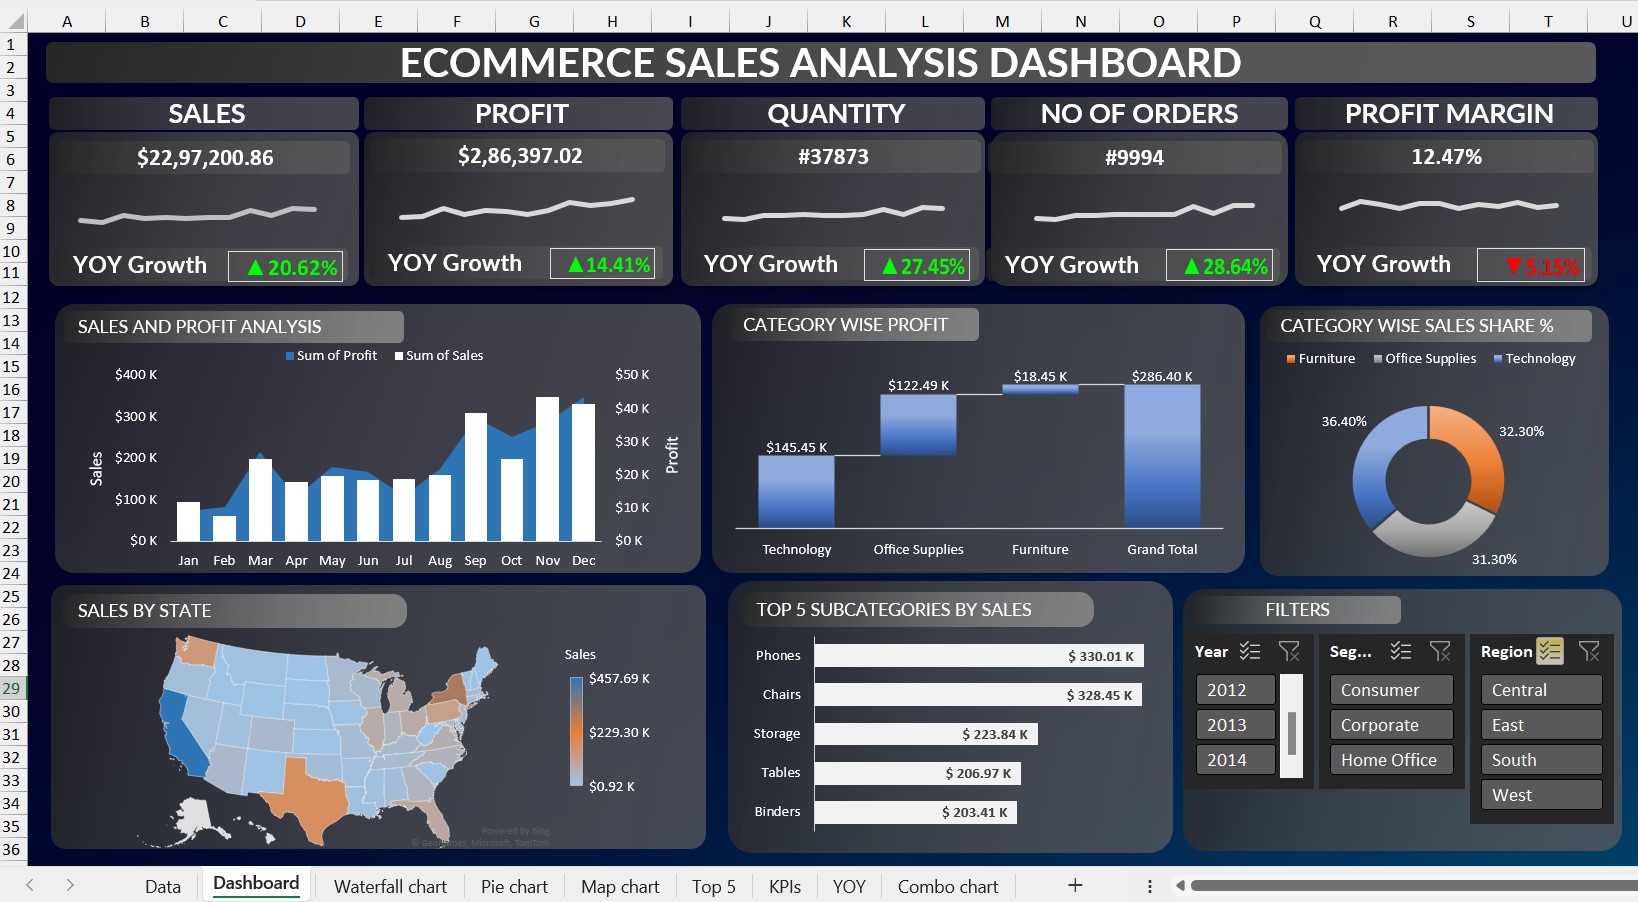 A B C D E F G H I J K L M N O P Q R S T U
1
2
3
4
5
6
7
8
9
10
11
12
13
14
15
16
17
18
19
20
21
22
23
24
25
26
27
28
29
30
31
32
33
34
35
36
ECOMMERCE SALES ANALYSIS DASHBOARD
SALES
$22,97,200.86
YOY Growth ▲20.62%
PROFIT
$2,86,397.02
YOY Growth ▲14.41%
QUANTITY
#37873
YOY Growth ▲27.45%
NO OF ORDERS
#9994
YOY Growth ▲28.64%
PROFIT MARGIN
12.47%
YOY Growth ▼5.15%
SALES AND PROFIT ANALYSIS
Sum of Profit Sum of Sales
$400 K
$300 K
$200 K
$100 K
$0 K
Sales
$50 K
$40 K
$30 K
$20 K
$10 K
$0 K
Profit
Jan Feb Mar Apr May Jun Jul Aug Sep Oct Nov Dec
CATEGORY WISE PROFIT
$145.45 K
$122.49 K
$18.45 K
$286.40 K
Technology Office Supplies Furniture Grand Total
CATEGORY WISE SALES SHARE %
Furniture Office Supplies Technology
36.40%
32.30%
31.30%
SALES BY STATE
Sales
$457.69 K
$229.30 K
$0.92 K
Powered by Bing
© GeoNames, Microsoft, TomTom
TOP 5 SUBCATEGORIES BY SALES
Phones $ 330.01 K
Chairs $ 328.45 K
Storage $ 223.84 K
Tables $ 206.97 K
Binders $ 203.41 K
FILTERS
Year
2012
2013
2014
Seg...
Consumer
Corporate
Home Office
Region
Central
East
South
West
Data Dashboard Waterfall chart Pie chart Map chart Top 5 KPIs YOY Combo chart +